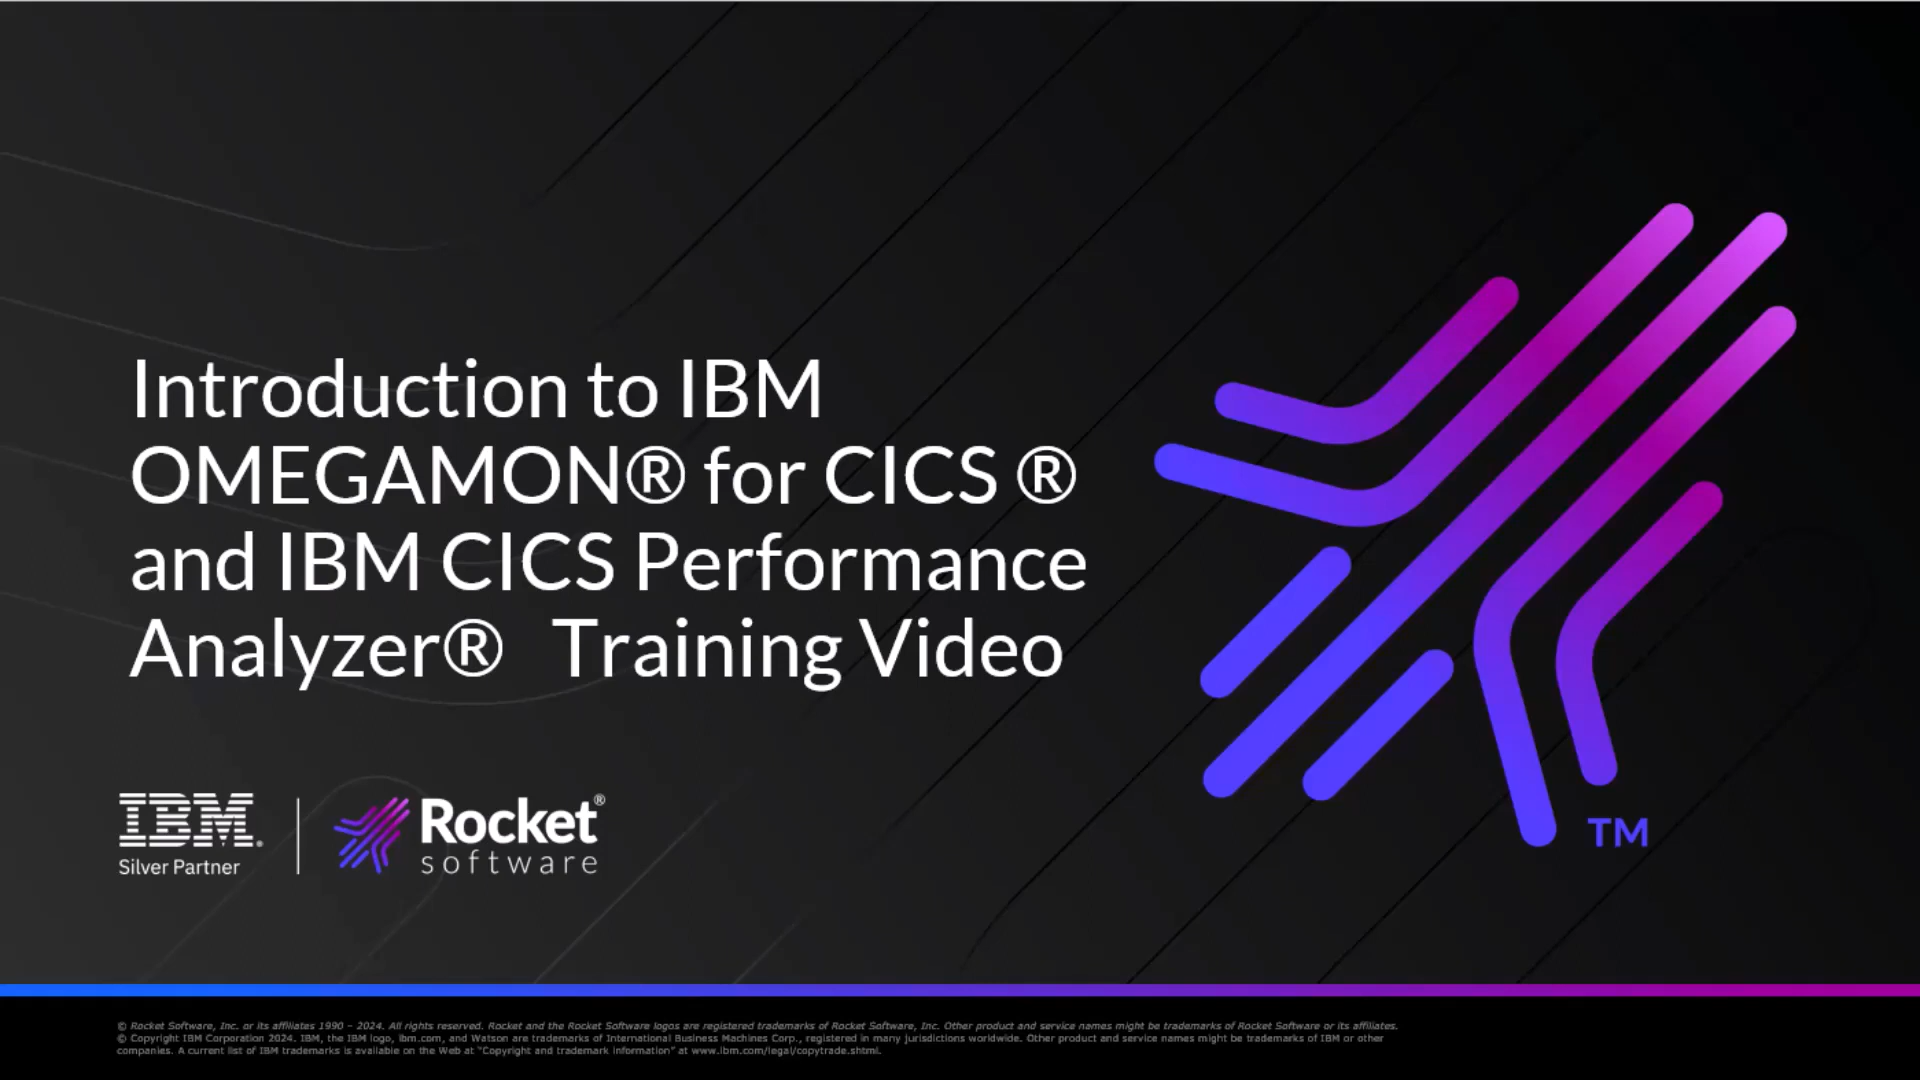 Introduction to IBM
OMEGAMON® for CICS ®
and IBM CICS Performance
Analyzer® Training Video
TM
IBM®
Silver Partner
Rocket®
software
© Rocket Software, Inc. or its affiliates 1990 – 2024. All rights reserved. Rocket and the Rocket Software logos are registered trademarks of Rocket Software, Inc. Other product and service names might be trademarks of Rocket Software or its affiliates.
© Copyright IBM Corporation 2024. IBM, the IBM logo, ibm.com, and Watson are trademarks of International Business Machines Corp., registered in many jurisdictions worldwide. Other product and service names might be trademarks of IBM or other
companies. A current list of IBM trademarks is available on the Web at "Copyright and trademark information" at www.ibm.com/legal/copytrade.shtml.